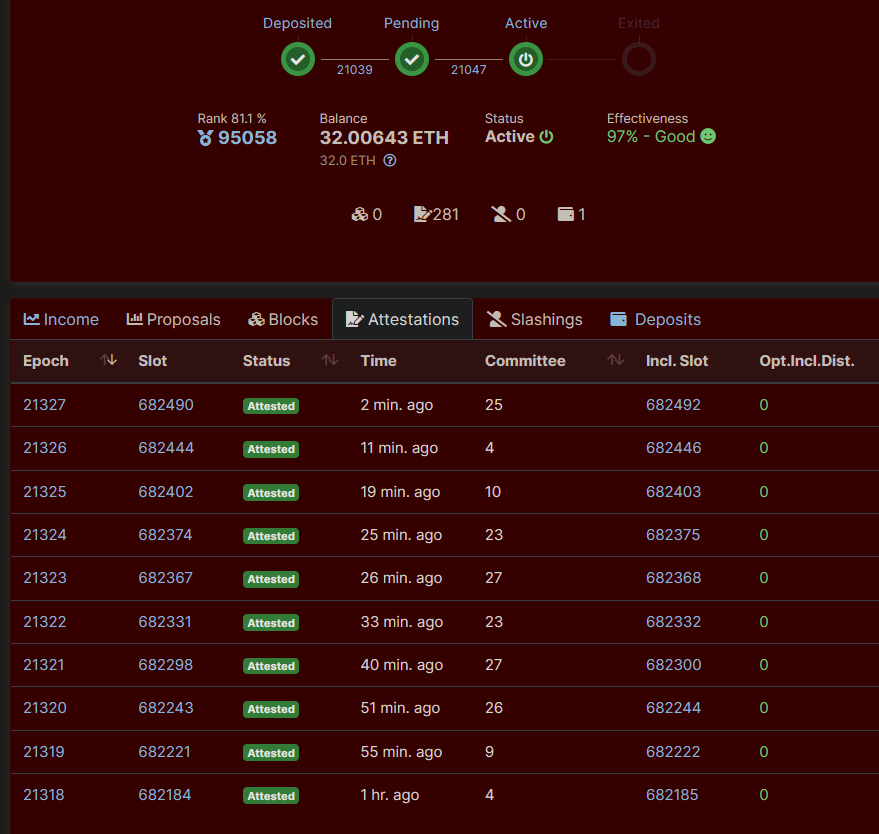 Deposited Pending Active Exited
21039 21047
Rank 81.1 % Balance Status Effectiveness
95058 32.00643 ETH Active 97% - Good
32.0 ETH
0 281 0 1
Income Proposals Blocks Attestations Slashings Deposits
Epoch Slot Status Time Committee Incl. Slot Opt.Incl.Dist.
21327 682490 Attested 2 min. ago 25 682492 0
21326 682444 Attested 11 min. ago 4 682446 0
21325 682402 Attested 19 min. ago 10 682403 0
21324 682374 Attested 25 min. ago 23 682375 0
21323 682367 Attested 26 min. ago 27 682368 0
21322 682331 Attested 33 min. ago 23 682332 0
21321 682298 Attested 40 min. ago 27 682300 0
21320 682243 Attested 51 min. ago 26 682244 0
21319 682221 Attested 55 min. ago 9 682222 0
21318 682184 Attested 1 hr. ago 4 682185 0